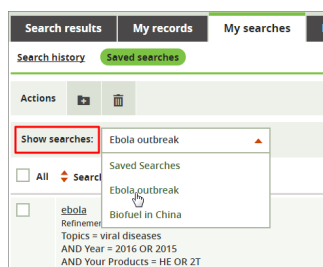 Search results My records My searches
Search history Saved searches
Actions
Show searches: Ebola outbreak
Saved Searches
All Searcl
Ebola outbreak
ebola
Biofuel in China
Refinemer
Topics = viral diseases
AND Year = 2016 OR 2015
AND Your Products = HE OR 2T